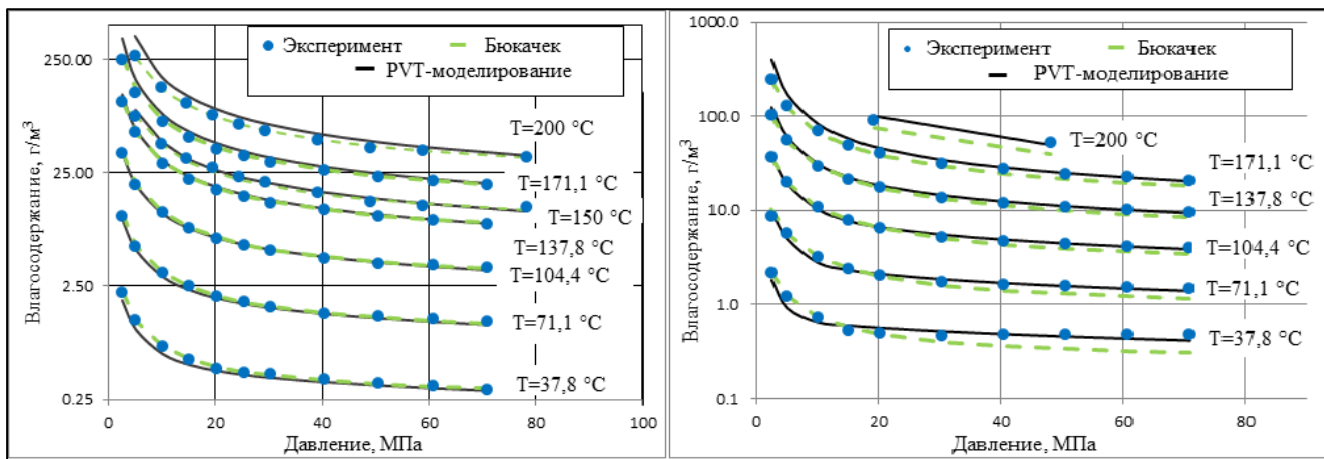 Эксперимент
Бюкачек
PVT-моделирование
250.00
25.00
2.50
0.25
Влагосодержание, г/м³
T=200 °C
T=171,1 °C
T=150 °C
T=137,8 °C
T=104,4 °C
T=71,1 °C
T=37,8 °C
0
20
40
60
80
100
Давление, МПа
Эксперимент
Бюкачек
PVT-моделирование
1000.0
100.0
10.0
1.0
0.1
Влагосодержание, г/м³
T=200 °C
T=171,1 °C
T=137,8 °C
T=104,4 °C
T=71,1 °C
T=37,8 °C
0
20
40
60
80
Давление, МПа